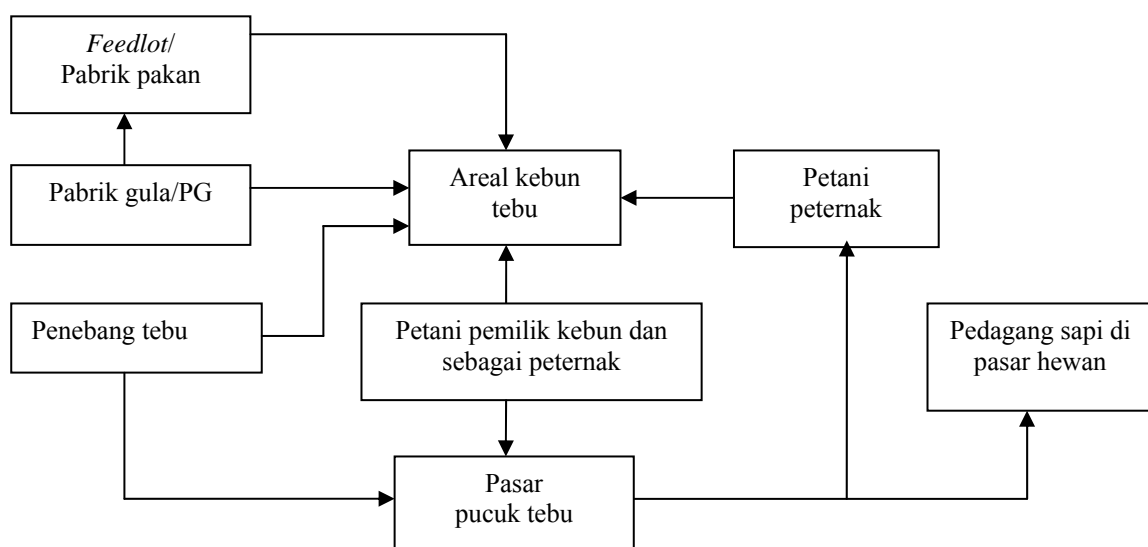 Feedlot/
Pabrik pakan
Pabrik gula/PG
Areal kebun
tebu
Petani
peternak
Penebang tebu
Petani pemilik kebun dan
sebagai peternak
Pedagang sapi di
pasar hewan
Pasar
pucuk tebu